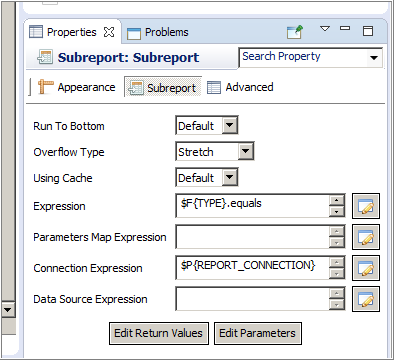 Properties Problems
Subreport: Subreport Search Property
Appearance Subreport Advanced
Run To Bottom Default
Overflow Type Stretch
Using Cache Default
Expression $F{TYPE}.equals
Parameters Map Expression
Connection Expression $P{REPORT_CONNECTION}
Data Source Expression
Edit Return Values Edit Parameters